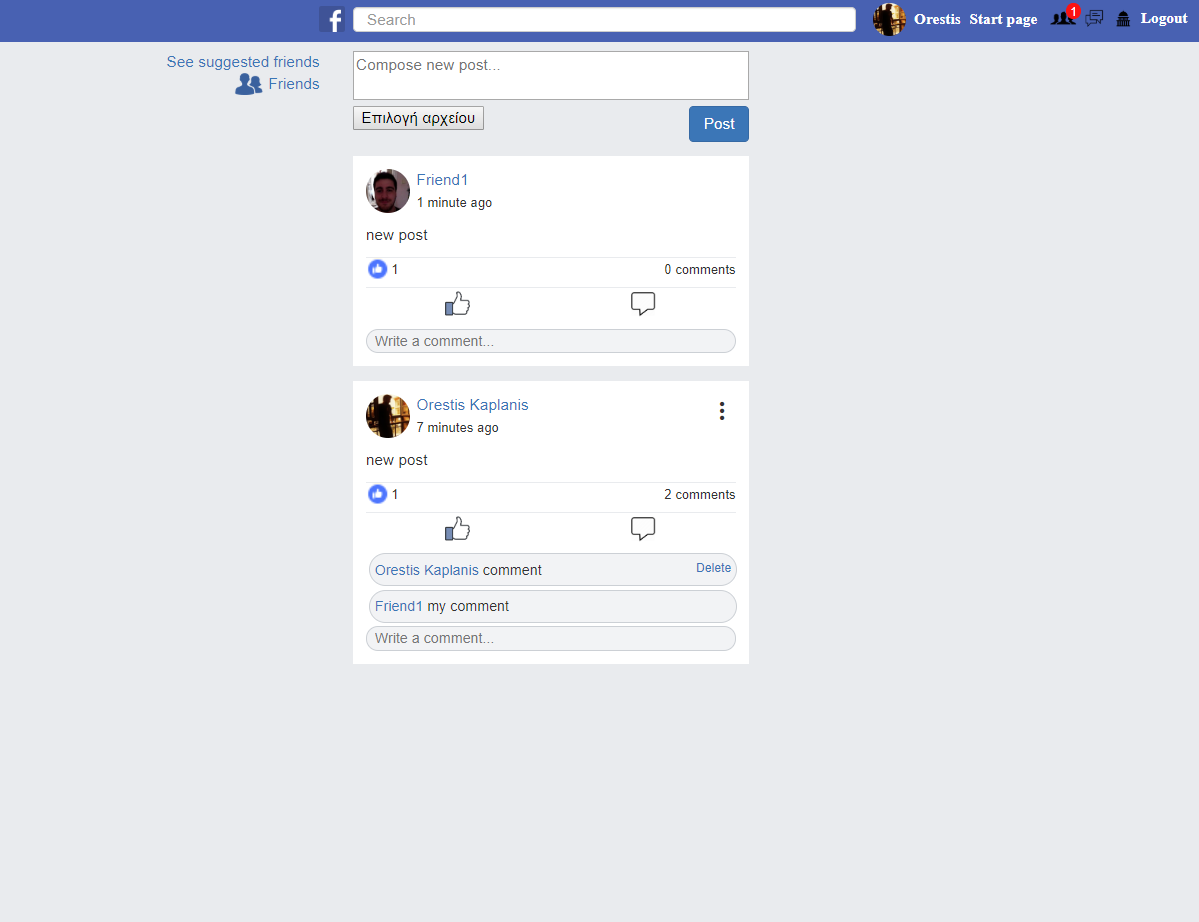 f Search Orestis Start page 1 Logout
See suggested friends
Friends
Compose new post...
Επιλογή αρχείου
Post
Friend1
1 minute ago
new post
1 0 comments
Write a comment...
Orestis Kaplanis
7 minutes ago
new post
1 2 comments
Orestis Kaplanis comment Delete
Friend1 my comment
Write a comment...